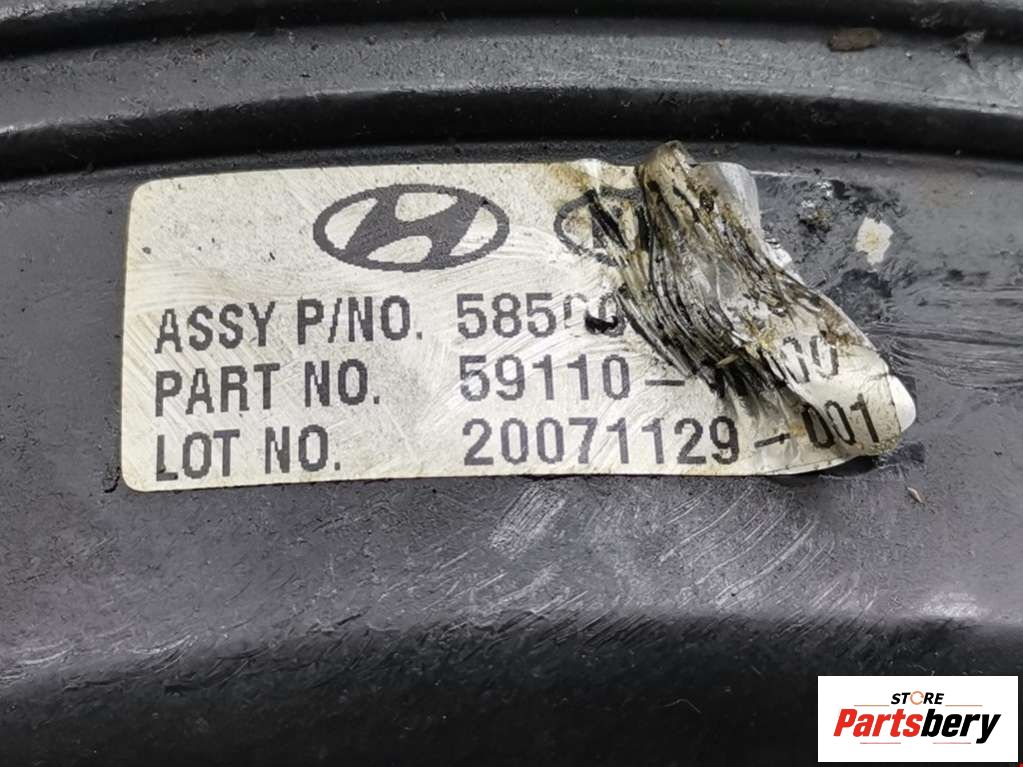 ASSY P/NO.
PART NO. 59110-
LOT NO. 20071129-001
STORE
Partsbery